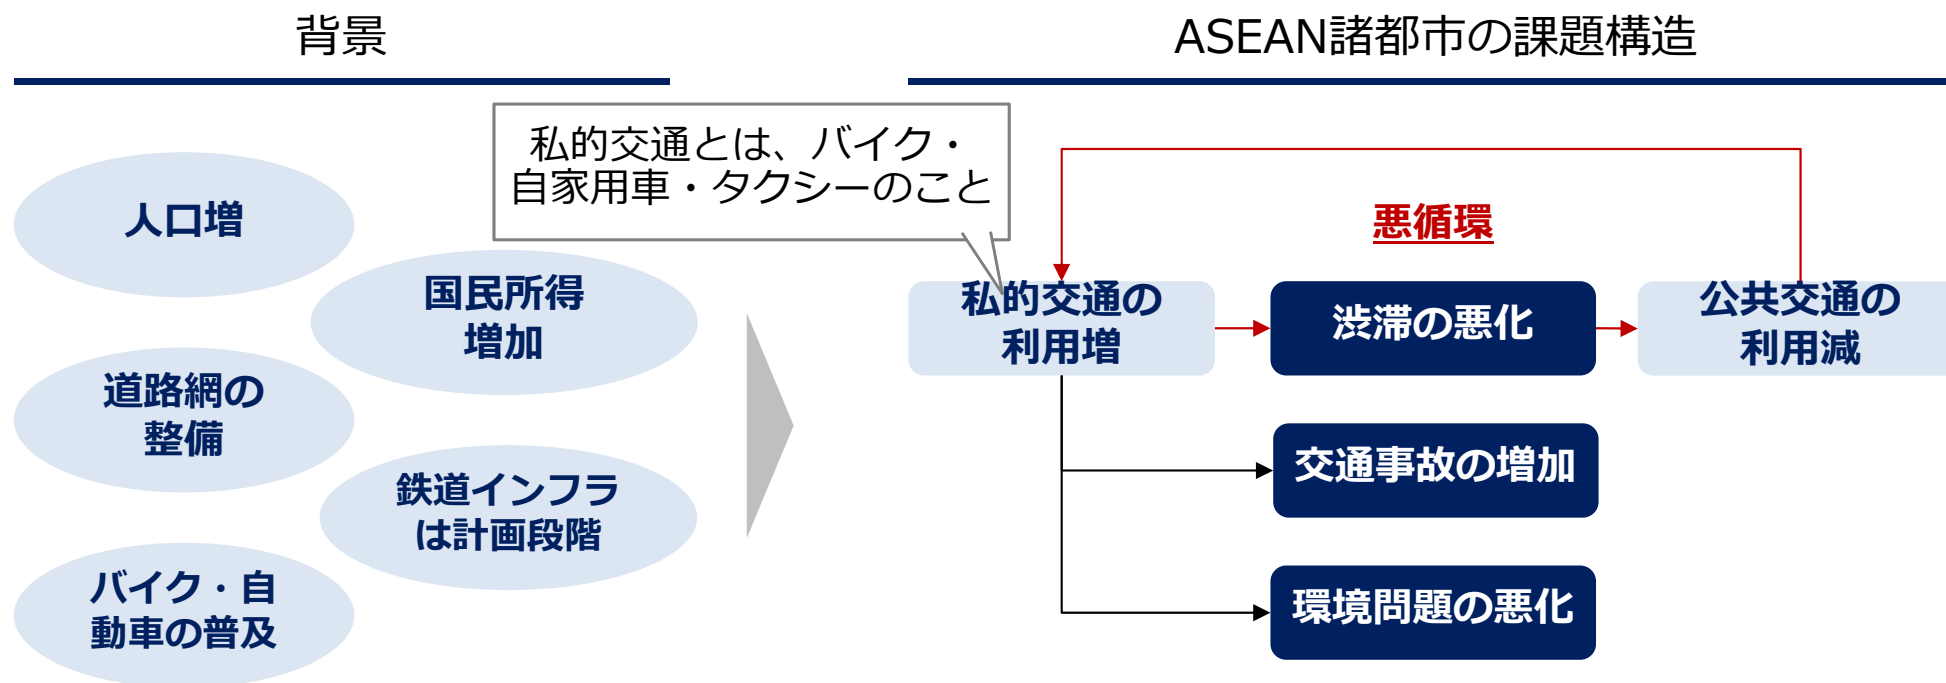 背景
人口増
国民所得
増加
道路網の
整備
鉄道インフラ
は計画段階
バイク・自
動車の普及
ASEAN諸都市の課題構造
私的交通とは、バイク・
自家用車・タクシーのこと
悪循環
私的交通の
利用増
渋滞の悪化
公共交通の
利用減
交通事故の増加
環境問題の悪化